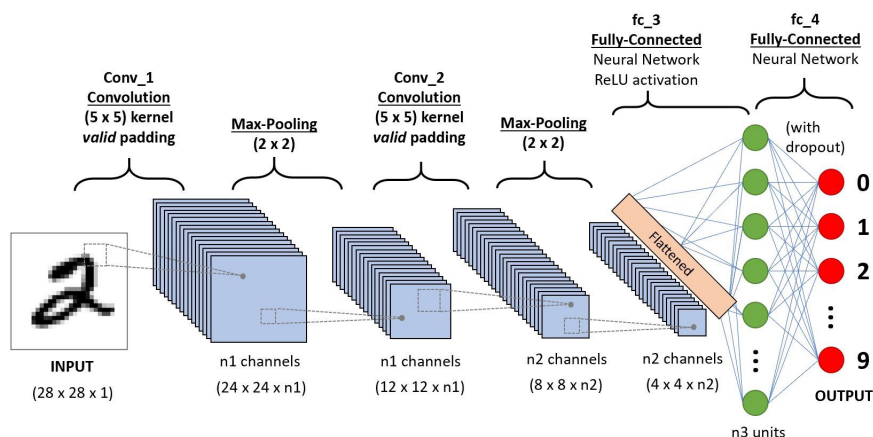 fc_3
Fully-Connected
Neural Network
ReLU activation
fc_4
Fully-Connected
Neural Network
Conv_1
Convolution
(5 x 5) kernel
valid padding
Max-Pooling
(2 x 2)
Conv_2
Convolution
(5 x 5) kernel
valid padding
Max-Pooling
(2 x 2)
(with
dropout)
Flattened
0
1
2
...
9
2
INPUT
(28 x 28 x 1)
n1 channels
(24 x 24 x n1)
n1 channels
(12 x 12 x n1)
n2 channels
(8 x 8 x n2)
n2 channels
(4 x 4 x n2)
...
OUTPUT
n3 units